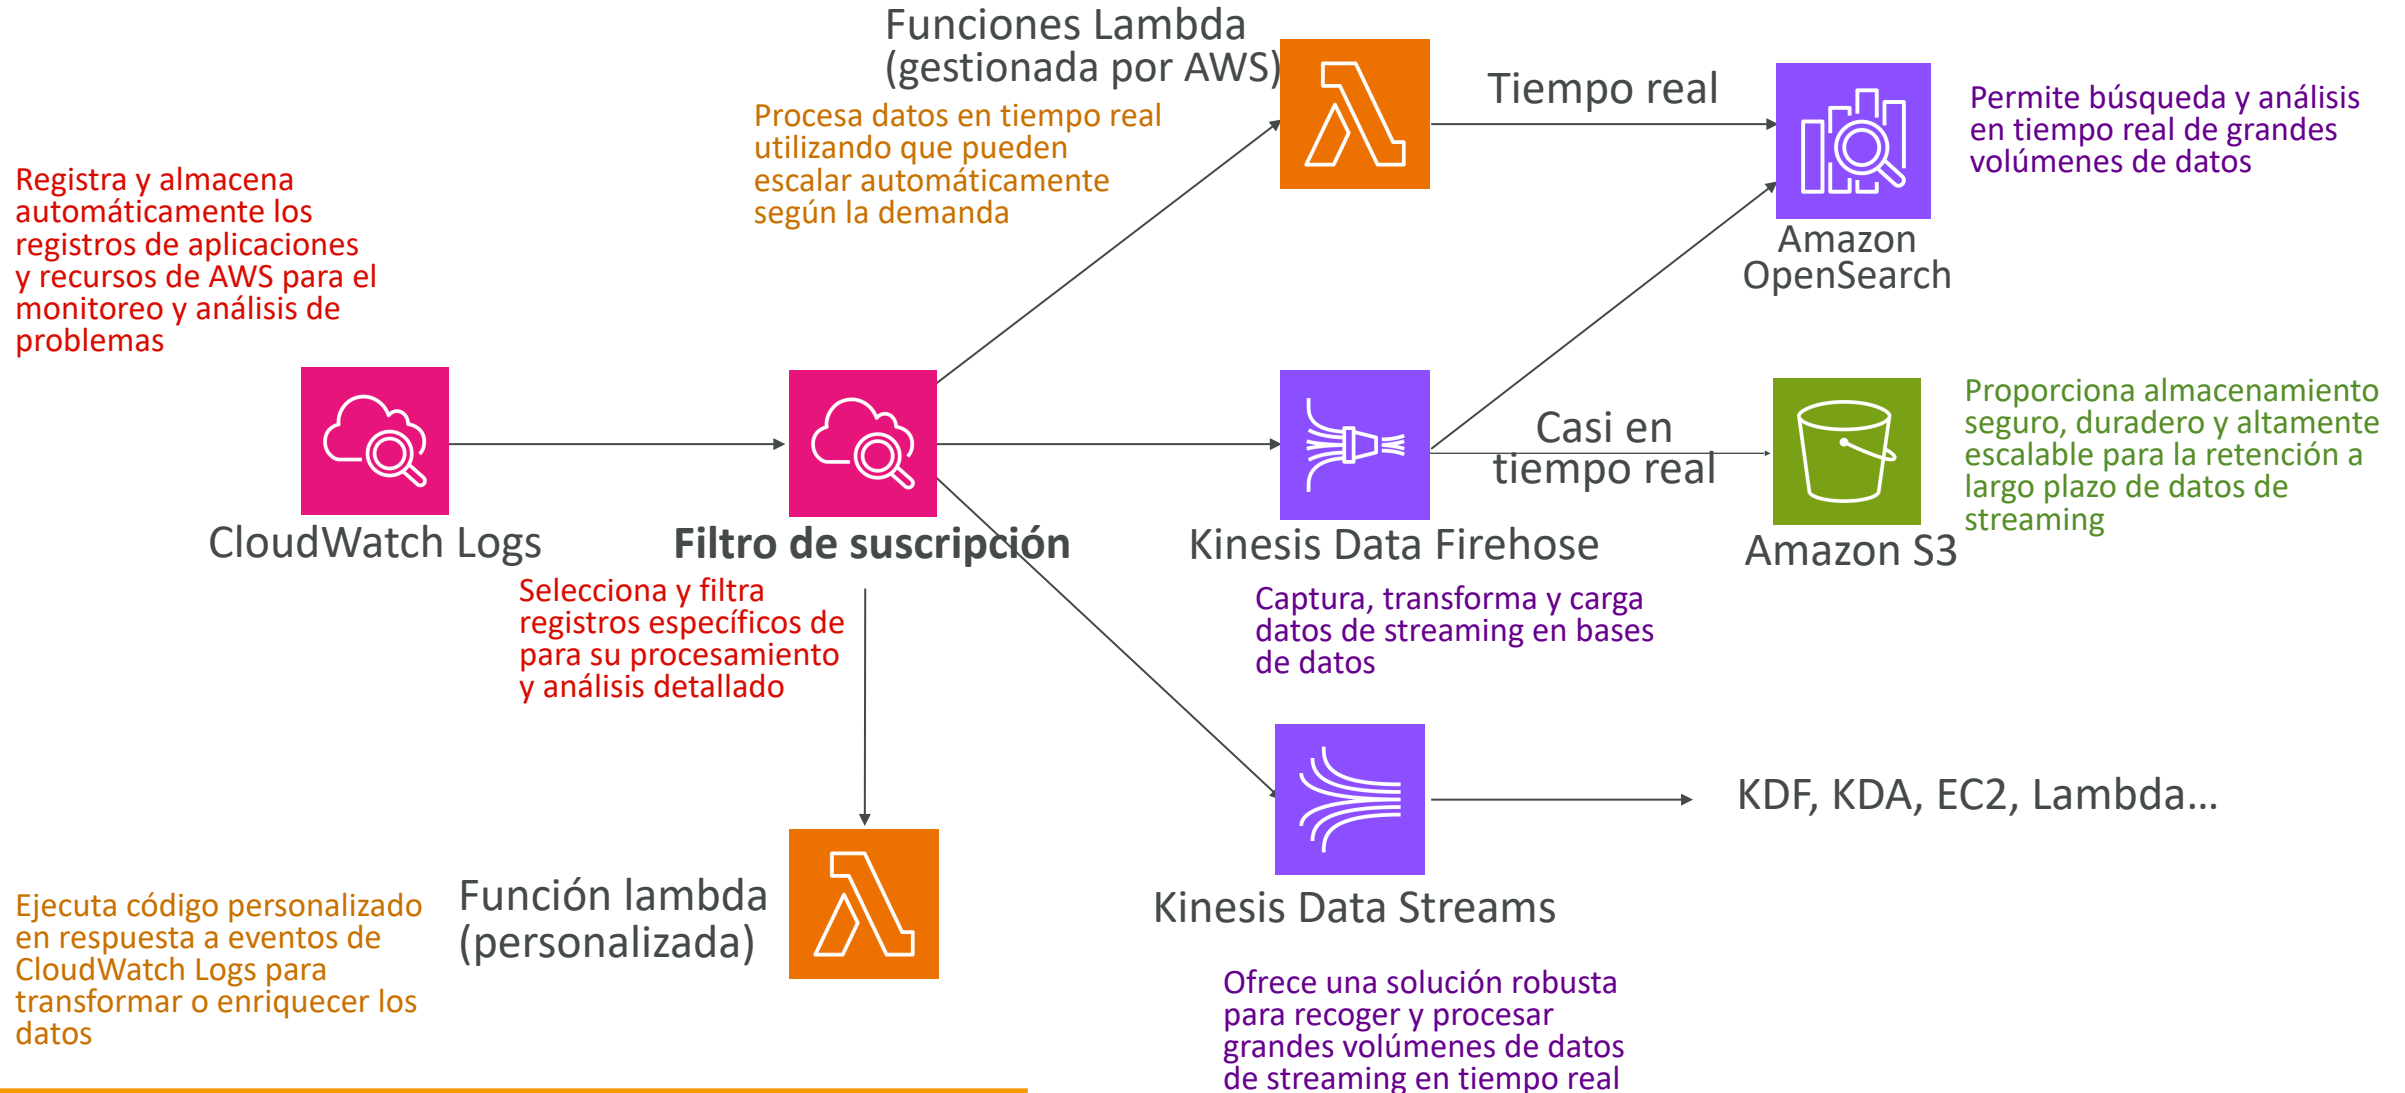 Funciones Lambda
(gestionada por AWS)
Procesa datos en tiempo real
utilizando que pueden
escalar automáticamente
según la demanda
Tiempo real
Permite búsqueda y análisis
en tiempo real de grandes
volúmenes de datos
Amazon
OpenSearch
Registra y almacena
automáticamente los
registros de aplicaciones
y recursos de AWS para el
monitoreo y análisis de
problemas
CloudWatch Logs
Filtro de suscripción
Selecciona y filtra
registros específicos de
para su procesamiento
y análisis detallado
Kinesis Data Firehose
Captura, transforma y carga
datos de streaming en bases
de datos
Casi en
tiempo real
Amazon S3
Proporciona almacenamiento
seguro, duradero y altamente
escalable para la retención a
largo plazo de datos de
streaming
KDF, KDA, EC2, Lambda...
Kinesis Data Streams
Ofrece una solución robusta
para recoger y procesar
grandes volúmenes de datos
de streaming en tiempo real
Función lambda
(personalizada)
Ejecuta código personalizado
en respuesta a eventos de
CloudWatch Logs para
transformar o enriquecer los
datos